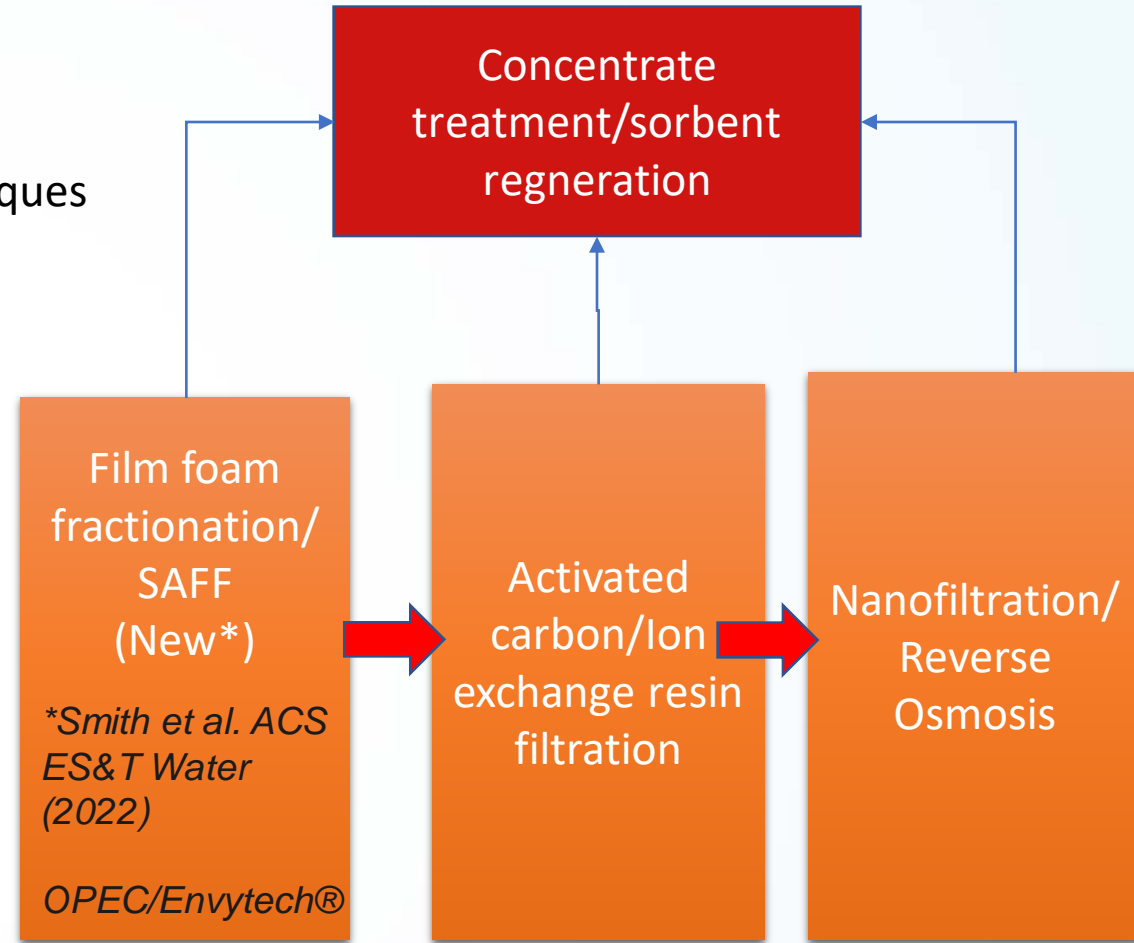 Concentrate
treatment/sorbent
regneration
Film foam
fractionation/
SAFF
(New*)
*Smith et al. ACS
ES&T Water
(2022)
OPEC/Envytech®
Activated
carbon/Ion
exchange resin
filtration
Nanofiltration/
Reverse
Osmosis